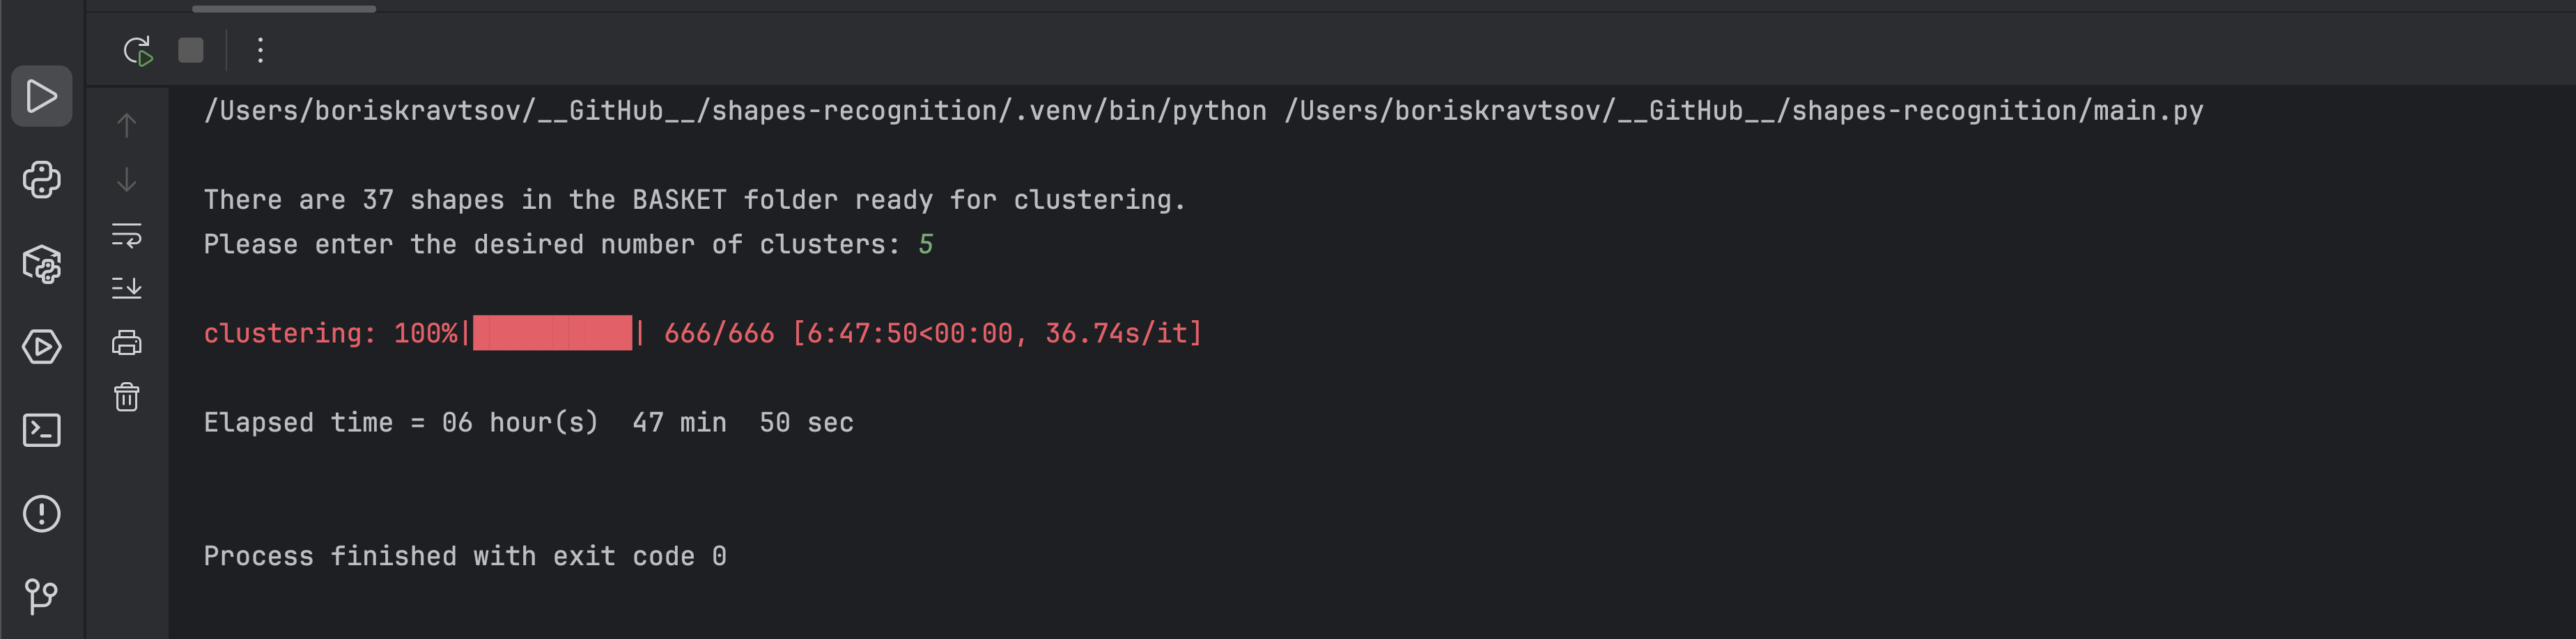 /Users/boriskravtsov/__GitHub__/shapes-recognition/.venv/bin/python /Users/boriskravtsov/__GitHub__/shapes-recognition/main.py
There are 37 shapes in the BASKET folder ready for clustering.
Please enter the desired number of clusters: 5
clustering: 100%|██████████| 666/666 [6:47:50<00:00, 36.74s/it]
Elapsed time = 06 hour(s)  47 min  50 sec
Process finished with exit code 0